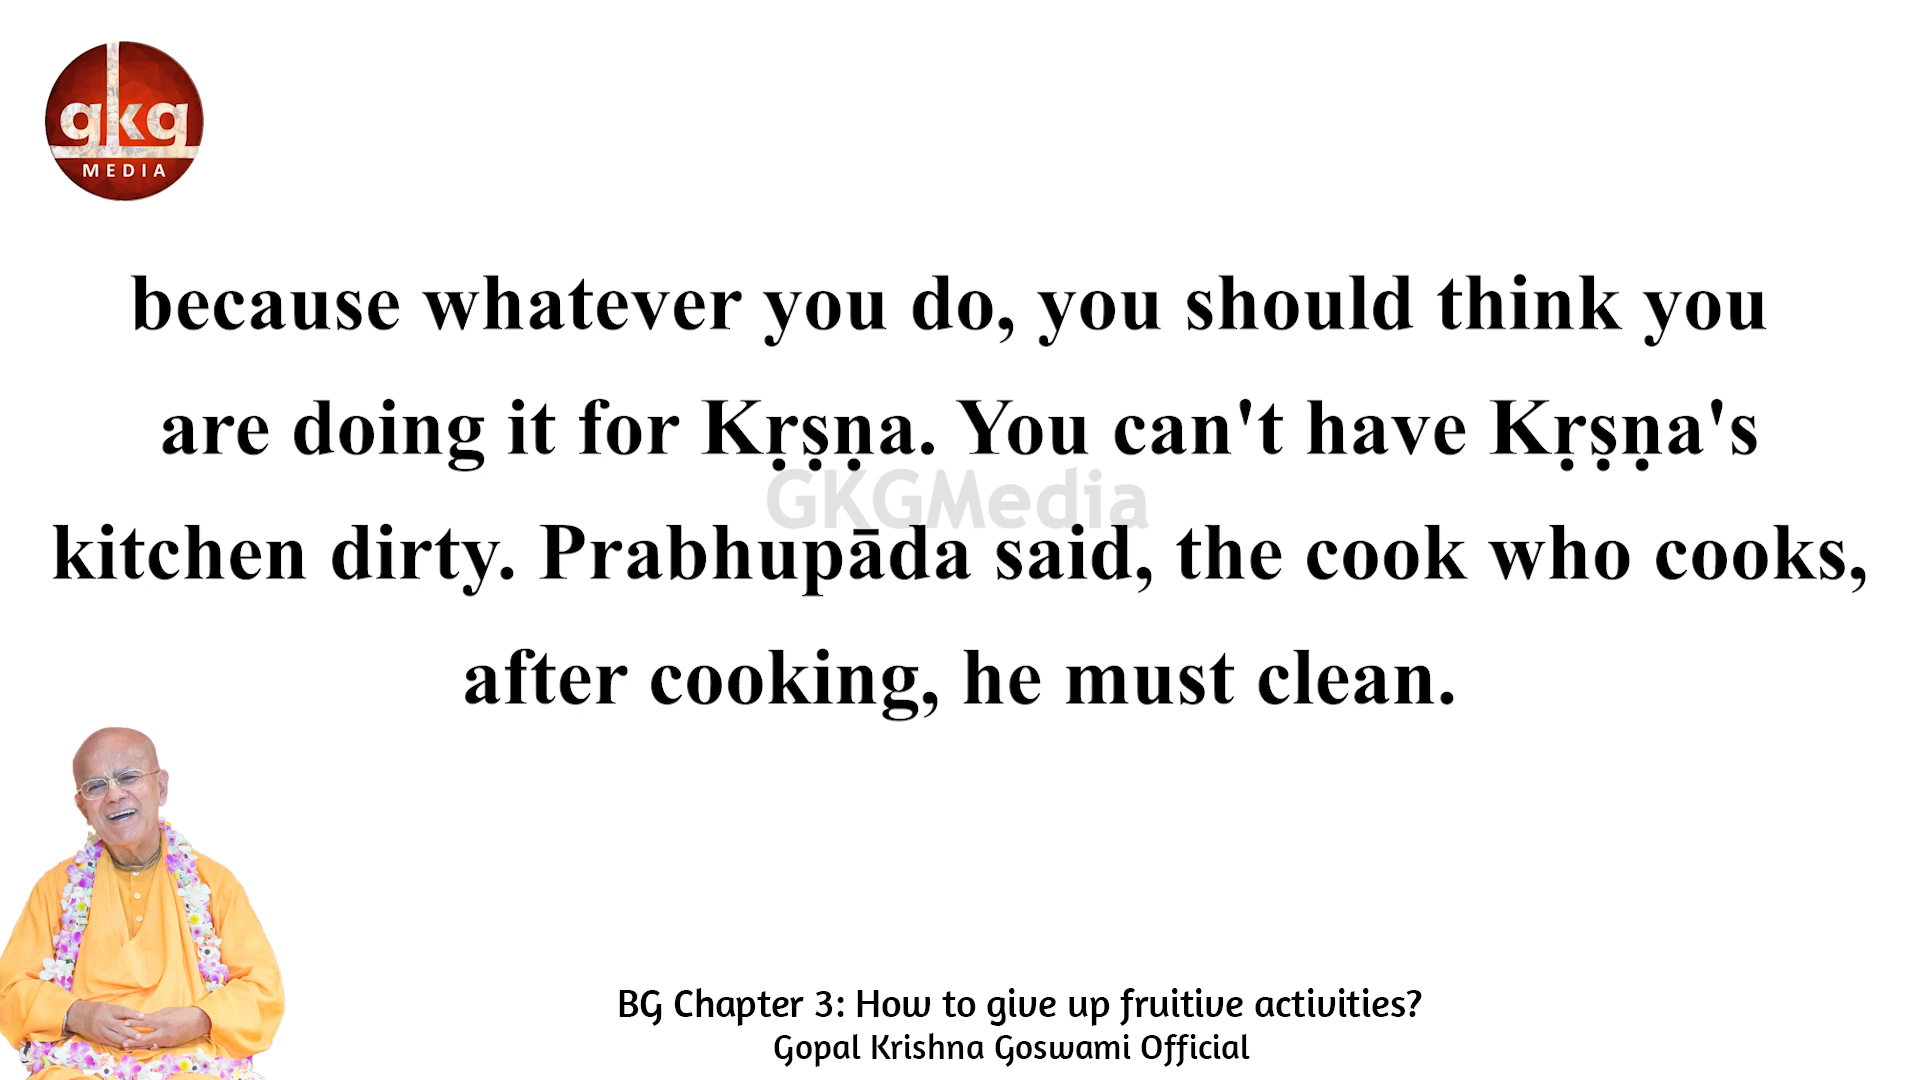 gkg
MEDIA
because whatever you do, you should think you
are doing it for Kṛṣṇa. You can't have Kṛṣṇa's
GKGMedia
kitchen dirty. Prabhupāda said, the cook who cooks,
after cooking, he must clean.
BG Chapter 3: How to give up fruitive activities?
Gopal Krishna Goswami Official